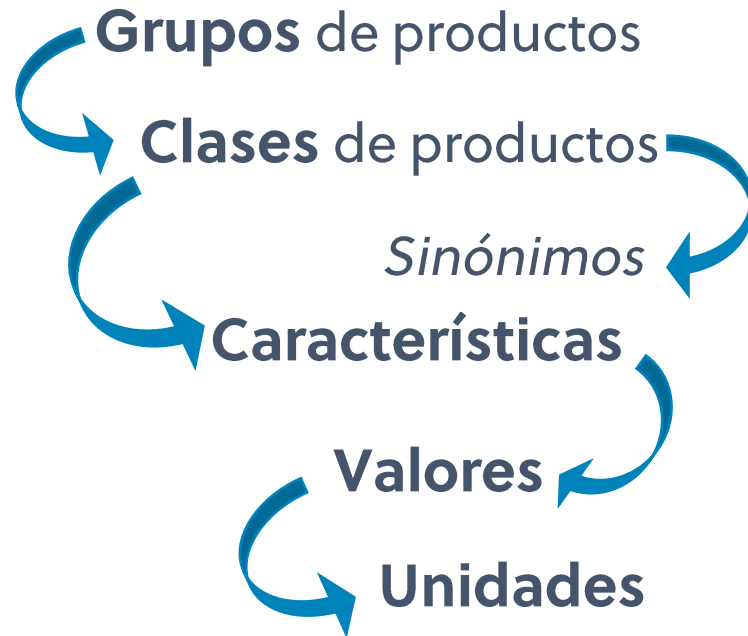 Grupos de productos
Clases de productos
Sinónimos
Características
Valores
Unidades